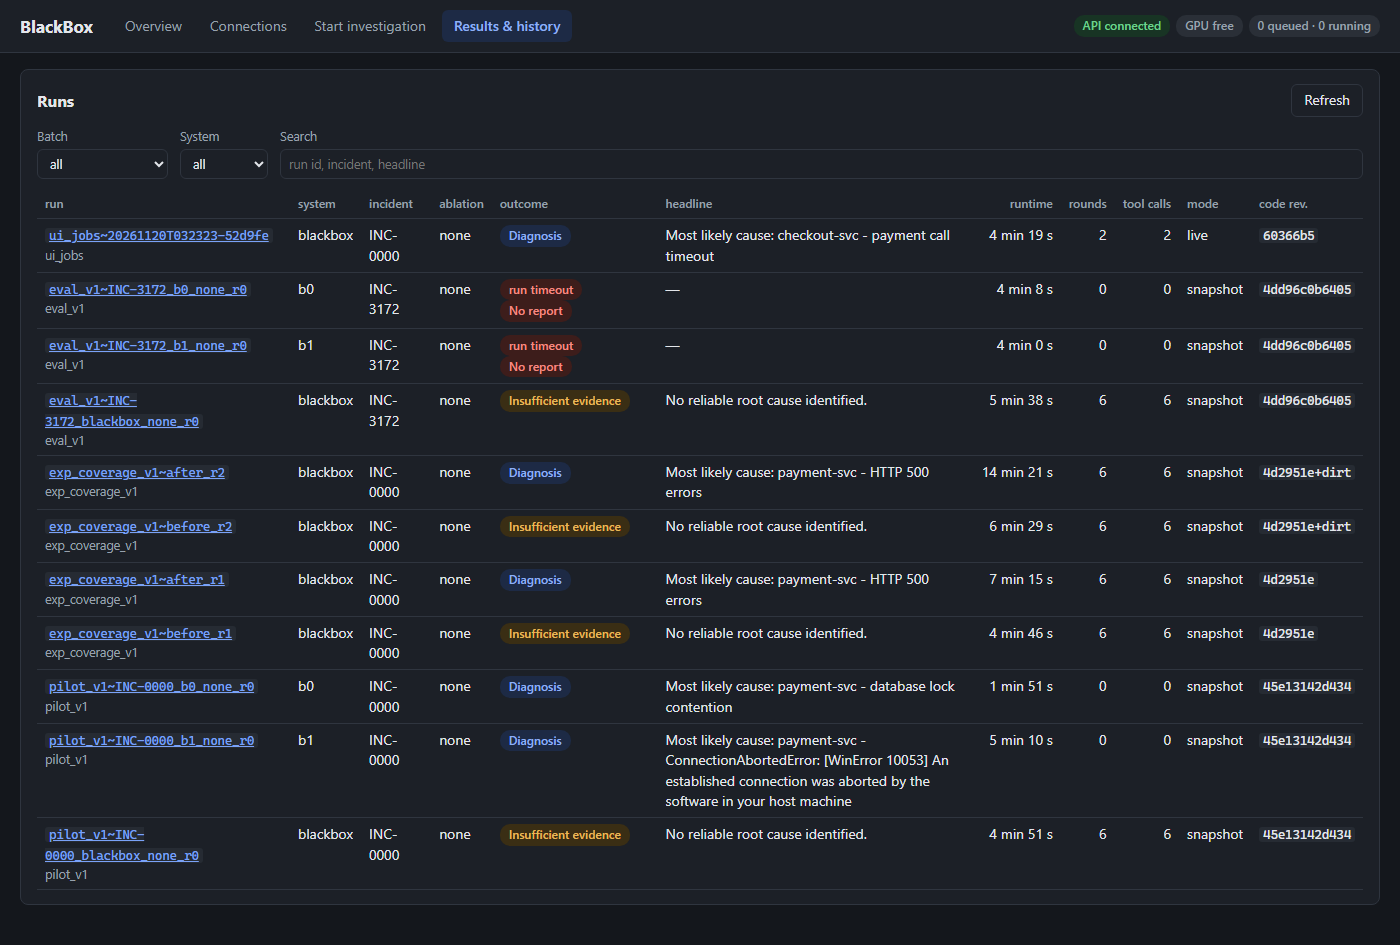 BlackBox Overview Connections Start investigation Results & history API connected GPU free 0 queued · 0 running
Runs Refresh
Batch System Search
all all run id, incident, headline
run system incident ablation outcome headline runtime rounds tool calls mode code rev.
ui_jobs~20261120T032323-52d9fe blackbox INC- none Diagnosis Most likely cause: checkout-svc - payment call 4 min 19 s 2 2 live 60366b5
ui_jobs 0000 timeout
eval_v1~INC-3172_b0_none_r0 b0 INC- none run timeout — 4 min 8 s 0 0 snapshot 4dd96c0b6405
eval_v1 3172 No report
eval_v1~INC-3172_b1_none_r0 b1 INC- none run timeout — 4 min 0 s 0 0 snapshot 4dd96c0b6405
eval_v1 3172 No report
eval_v1~INC- blackbox INC- none Insufficient evidence No reliable root cause identified. 5 min 38 s 6 6 snapshot 4dd96c0b6405
3172_blackbox_none_r0 3172
eval_v1
exp_coverage_v1~after_r2 blackbox INC- none Diagnosis Most likely cause: payment-svc - HTTP 500 14 min 21 s 6 6 snapshot 4d2951e+dirt
exp_coverage_v1 0000 errors
exp_coverage_v1~before_r2 blackbox INC- none Insufficient evidence No reliable root cause identified. 6 min 29 s 6 6 snapshot 4d2951e+dirt
exp_coverage_v1 0000
exp_coverage_v1~after_r1 blackbox INC- none Diagnosis Most likely cause: payment-svc - HTTP 500 7 min 15 s 6 6 snapshot 4d2951e
exp_coverage_v1 0000 errors
exp_coverage_v1~before_r1 blackbox INC- none Insufficient evidence No reliable root cause identified. 4 min 46 s 6 6 snapshot 4d2951e
exp_coverage_v1 0000
pilot_v1~INC-0000_b0_none_r0 b0 INC- none Diagnosis Most likely cause: payment-svc - database lock 1 min 51 s 0 0 snapshot 45e13142d434
pilot_v1 0000 contention
pilot_v1~INC-0000_b1_none_r0 b1 INC- none Diagnosis Most likely cause: payment-svc - 5 min 10 s 0 0 snapshot 45e13142d434
pilot_v1 0000 ConnectionAbortedError: [WinError 10053] An
established connection was aborted by the
software in your host machine
pilot_v1~INC- blackbox INC- none Insufficient evidence No reliable root cause identified. 4 min 51 s 6 6 snapshot 45e13142d434
0000_blackbox_none_r0 0000
pilot_v1